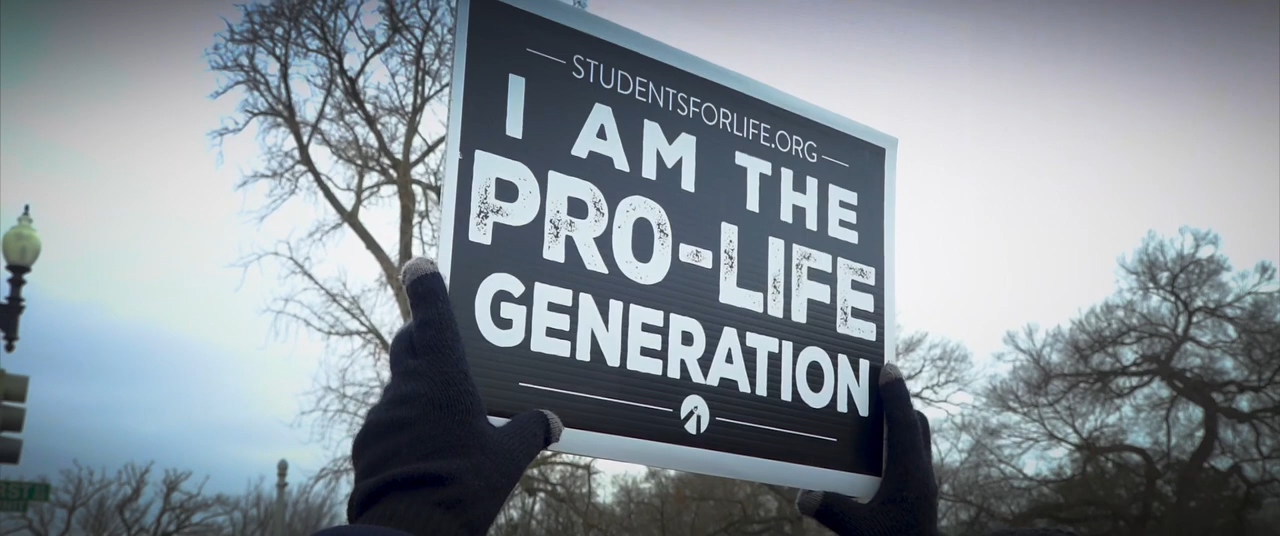 STUDENTSFORLIFE.ORG
I AM THE
PRO-LIFE
GENERATION